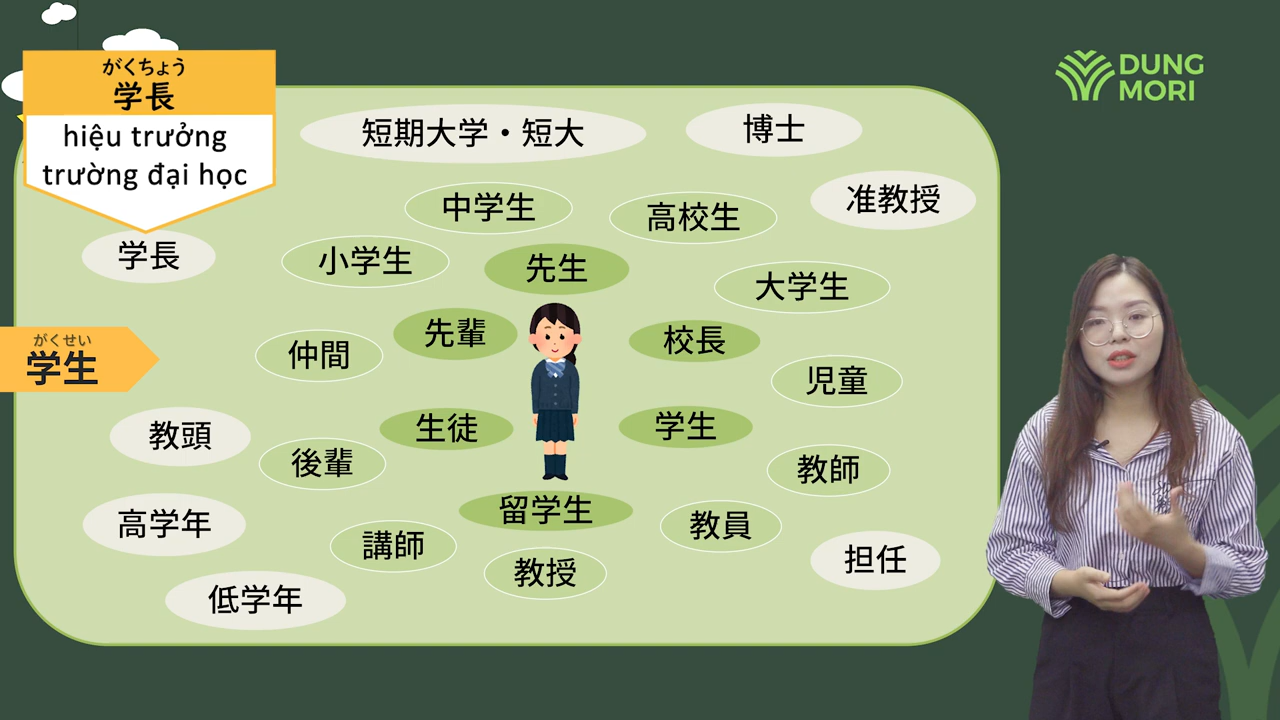 がくちょう
学長
hiệu trưởng
trường đại học
DUNG
MORI
短期大学・短大
博士
准教授
中学生
高校生
学長
小学生
先生
大学生
先輩
校長
仲間
児童
がくせい
学生
教頭
生徒
学生
後輩
教師
高学年
留学生
教員
講師
担任
教授
低学年